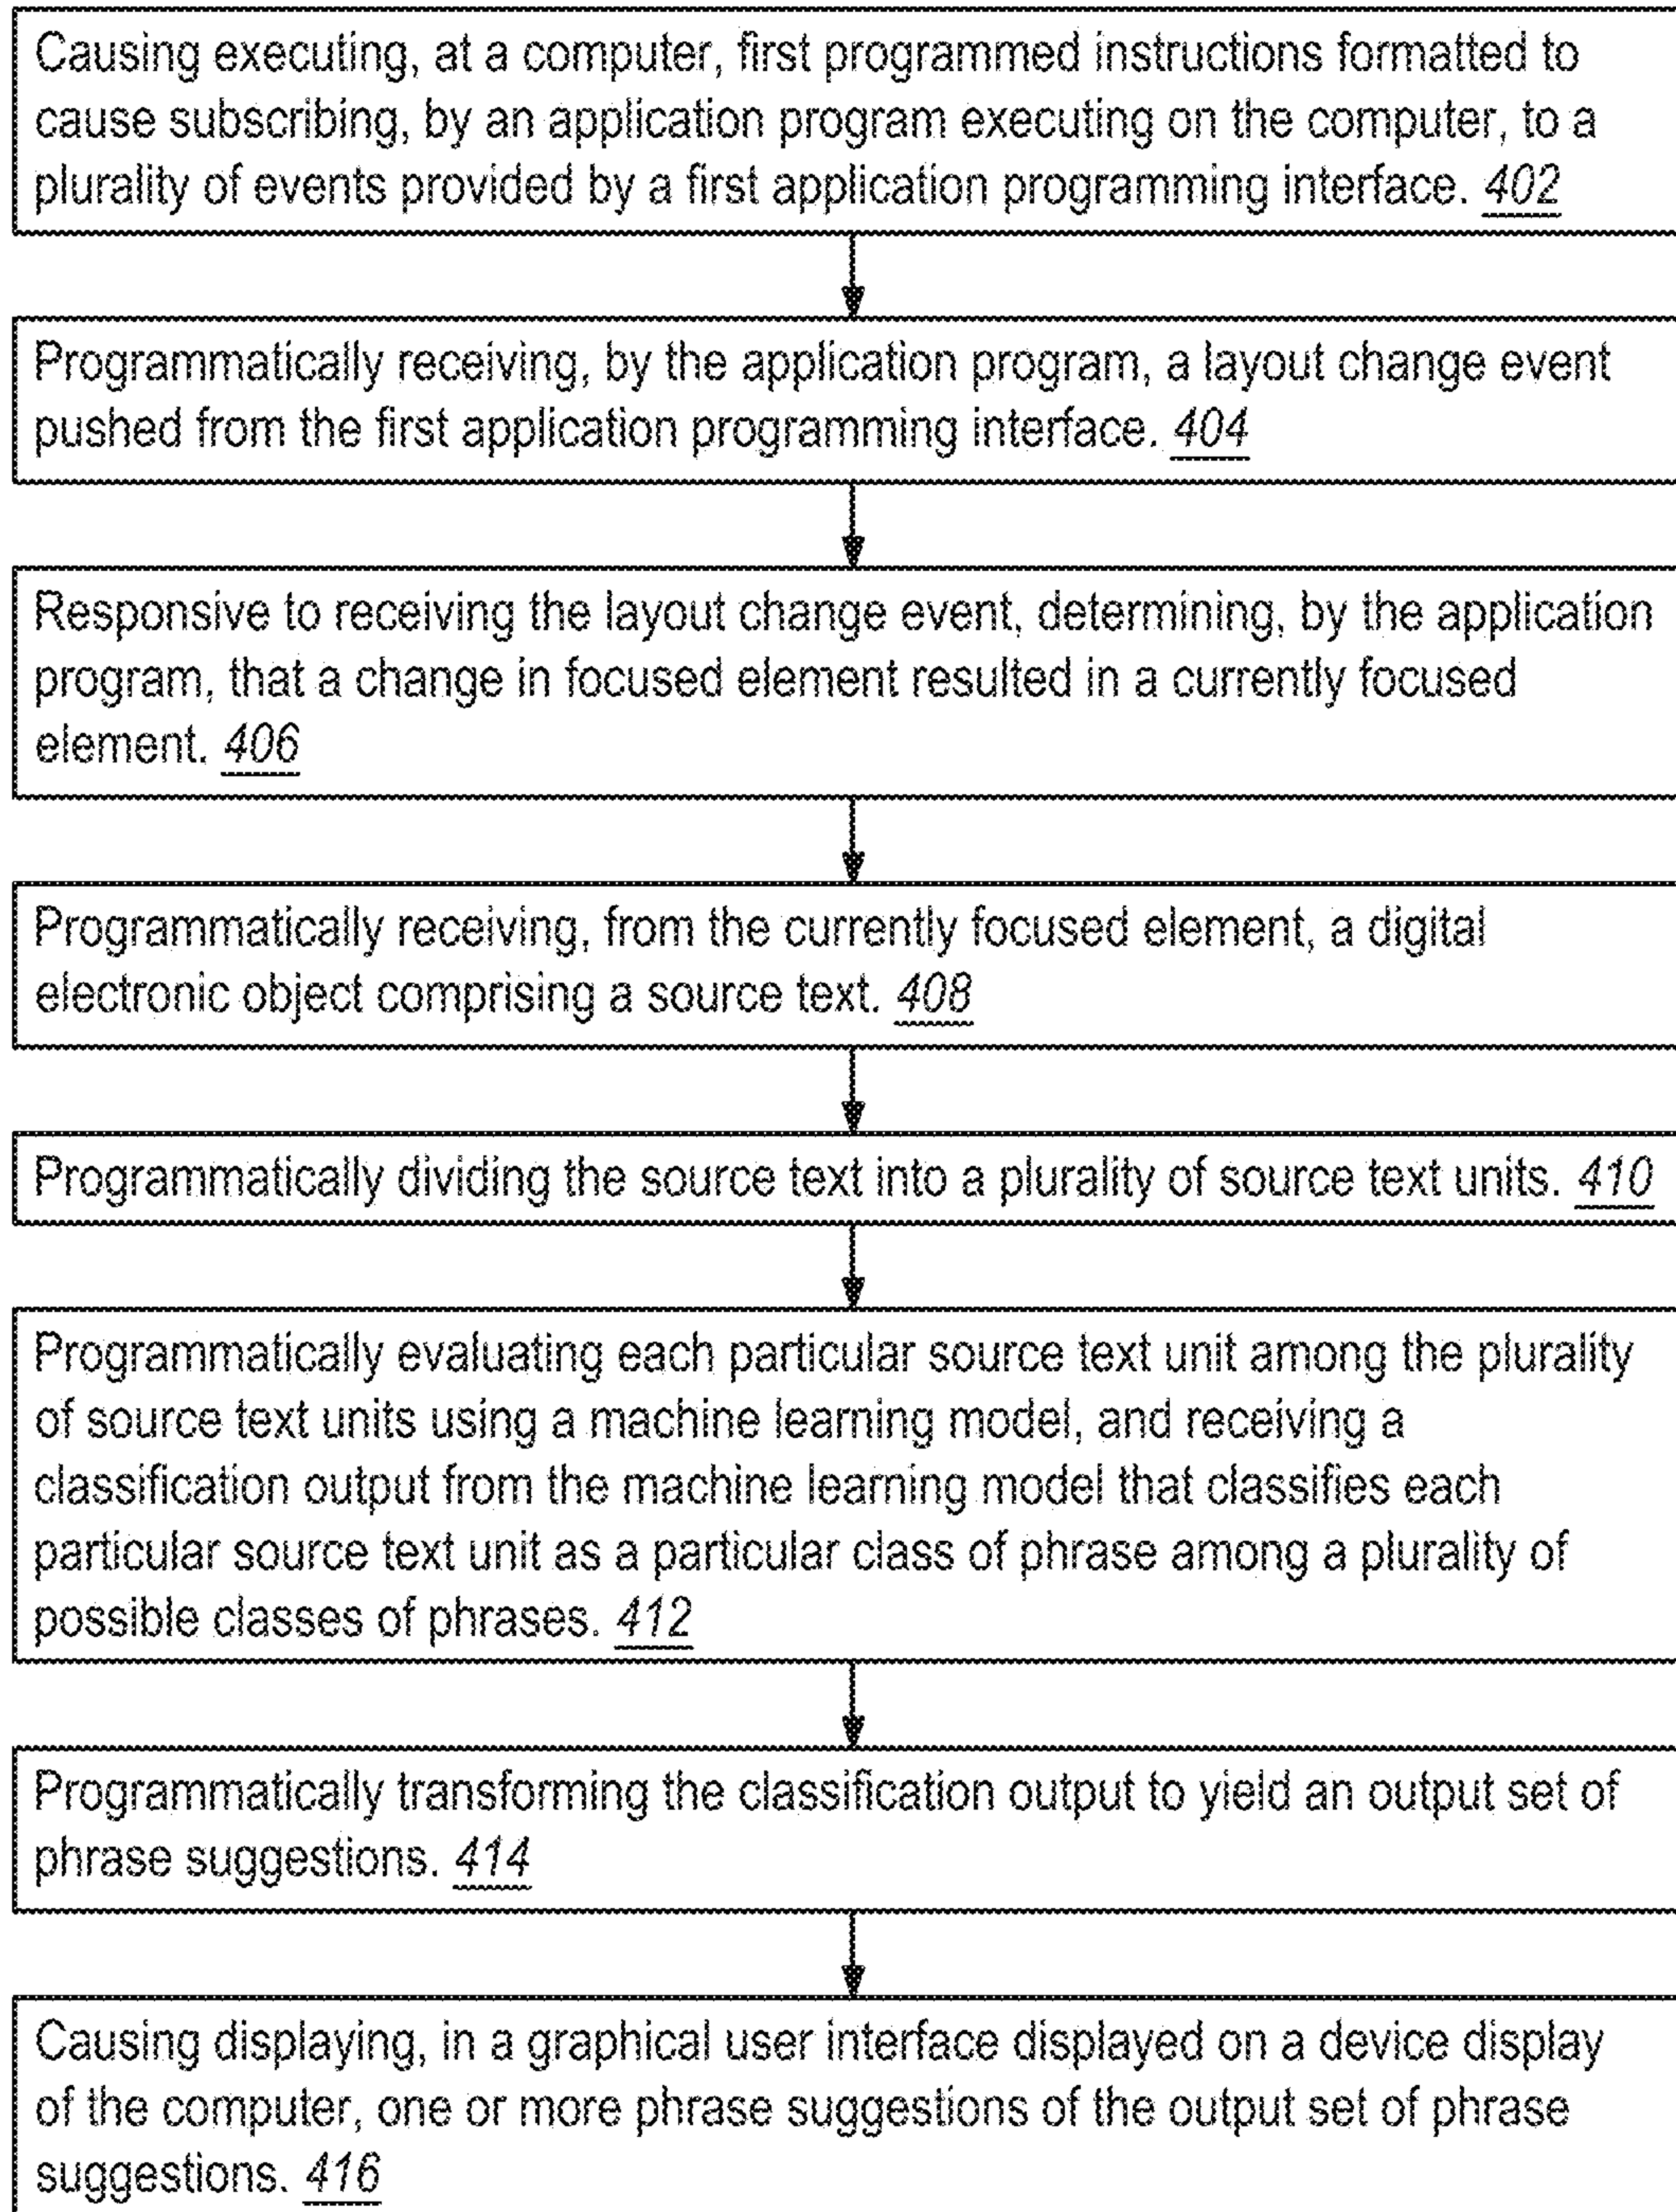 Causing executing, at a computer, first programmed instructions formatted to
cause subscribing, by an application program executing on the computer, to a
plurality of events provided by a first application programming interface. 402
Programmatically receiving, by the application program, a layout change event
pushed from the first application programming interface. 404
Responsive to receiving the layout change event, determining, by the application
program, that a change in focused element resulted in a currently focused
element. 406
Programmatically receiving, from the currently focused element, a digital
electronic object comprising a source text. 408
Programmatically dividing the source text into a plurality of source text units. 410
Programmatically evaluating each particular source text unit among the plurality
of source text units using a machine learning model, and receiving a
classification output from the machine learning model that classifies each
particular source text unit as a particular class of phrase among a plurality of
possible classes of phrases. 412
Programmatically transforming the classification output to yield an output set of
phrase suggestions. 414
Causing displaying, in a graphical user interface displayed on a device display
of the computer, one or more phrase suggestions of the output set of phrase
suggestions. 416